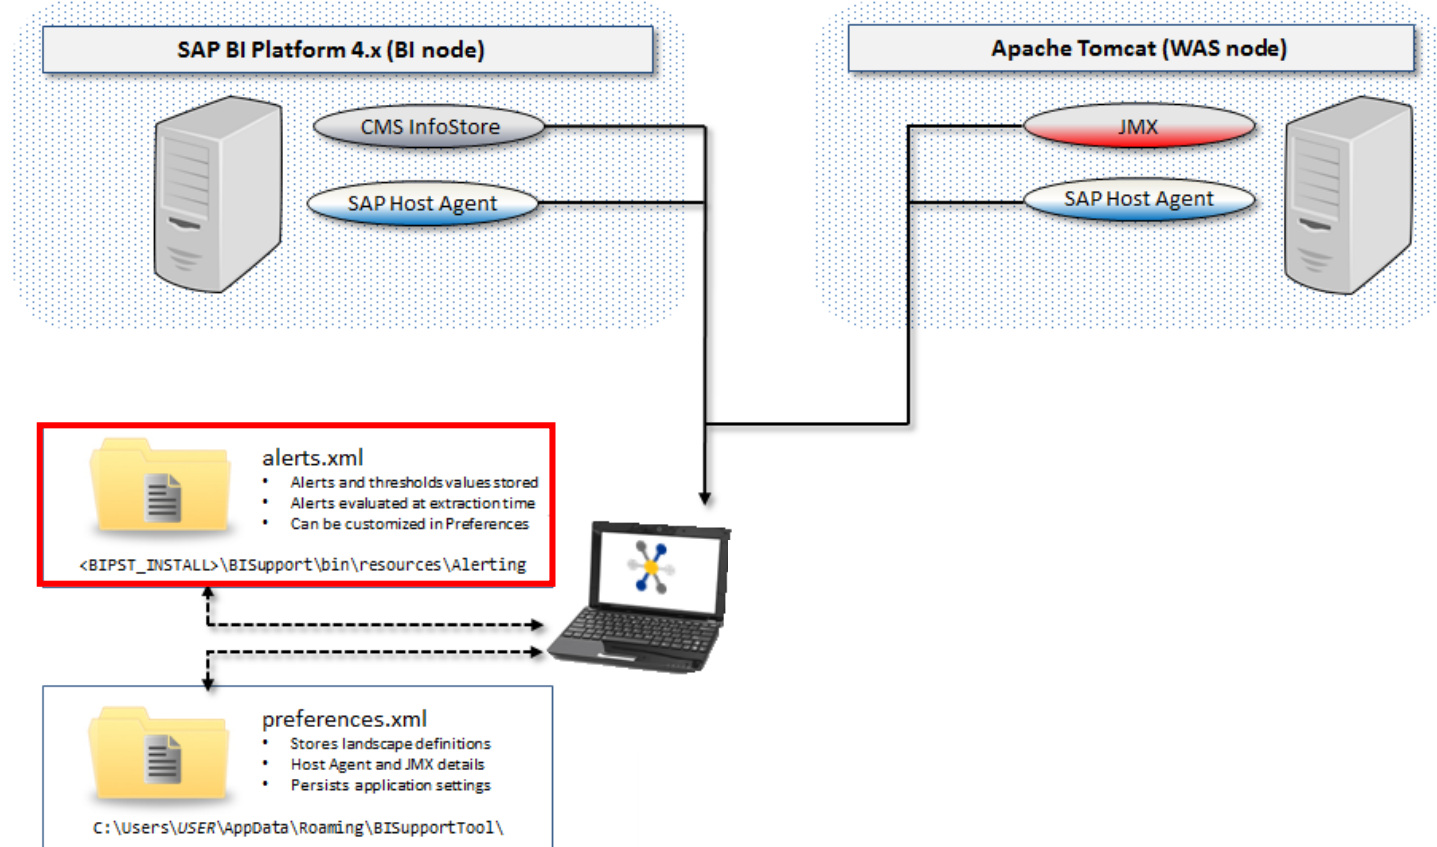 SAP BI Platform 4.x (BI node)
Apache Tomcat (WAS node)
CMS InfoStore
JMX
SAP Host Agent
SAP Host Agent
alerts.xml
• Alerts and thresholds values stored
• Alerts evaluated at extraction time
• Can be customized in Preferences
<BIPST_INSTALL>\BISupport\bin\resources\Alerting
preferences.xml
• Stores landscape definitions
• Host Agent and JMX details
• Persists application settings
C:\Users\USER\AppData\Roaming\BISupportTool\